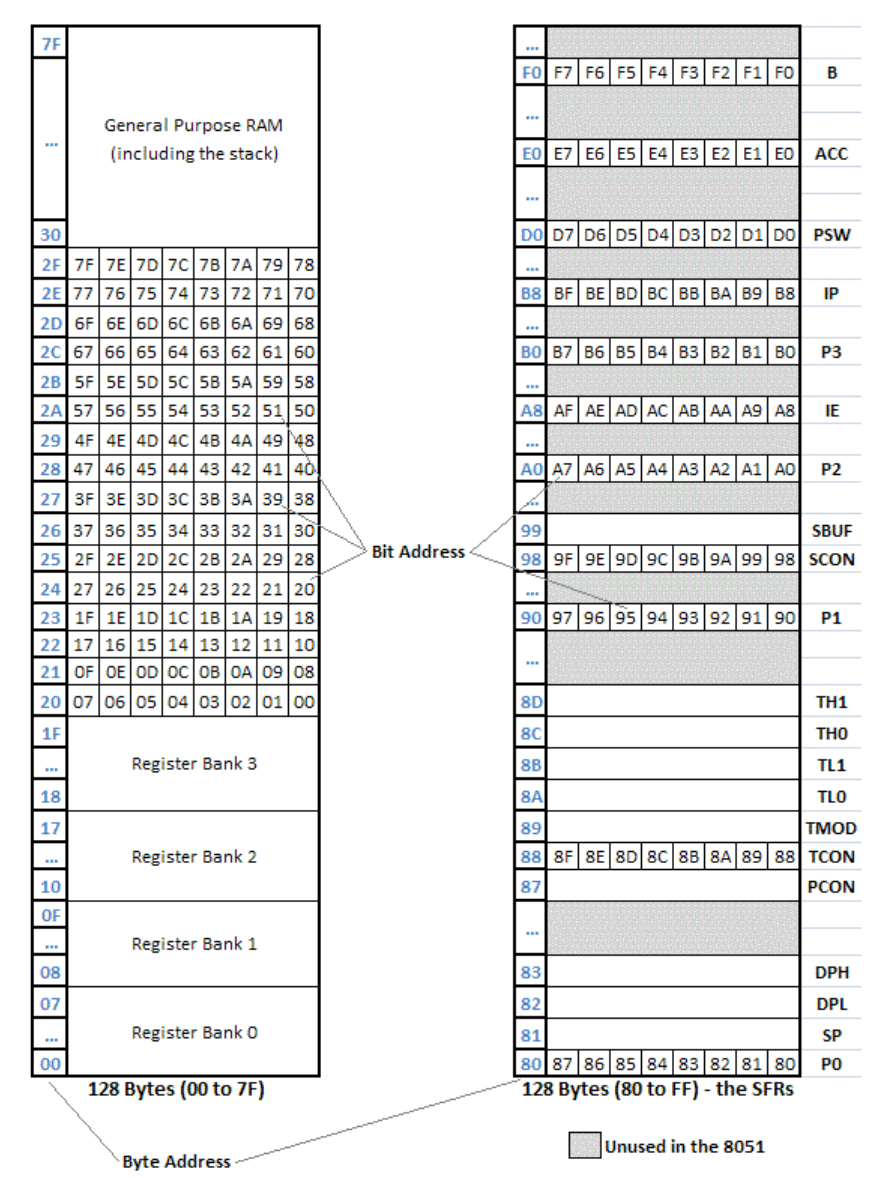 7F
General Purpose RAM
(including the stack)
...
30
2F 7F 7E 7D 7C 7B 7A 79 78
2E 77 76 75 74 73 72 71 70
2D 6F 6E 6D 6C 6B 6A 69 68
2C 67 66 65 64 63 62 61 60
2B 5F 5E 5D 5C 5B 5A 59 58
2A 57 56 55 54 53 52 51 50
29 4F 4E 4D 4C 4B 4A 49 48
28 47 46 45 44 43 42 41 40
27 3F 3E 3D 3C 3B 3A 39 38
26 37 36 35 34 33 32 31 30
25 2F 2E 2D 2C 2B 2A 29 28
24 27 26 25 24 23 22 21 20
23 1F 1E 1D 1C 1B 1A 19 18
22 17 16 15 14 13 12 11 10
21 0F 0E 0D 0C 0B 0A 09 08
20 07 06 05 04 03 02 01 00
1F
... Register Bank 3
18
17
... Register Bank 2
10
0F
... Register Bank 1
08
07
... Register Bank 0
00
128 Bytes (00 to 7F)
Bit Address
...
F0 F7 F6 F5 F4 F3 F2 F1 F0 B
...
E0 E7 E6 E5 E4 E3 E2 E1 E0 ACC
...
D0 D7 D6 D5 D4 D3 D2 D1 D0 PSW
...
B8 BF BE BD BC BB BA B9 B8 IP
...
B0 B7 B6 B5 B4 B3 B2 B1 B0 P3
...
A8 AF AE AD AC AB AA A9 A8 IE
...
A0 A7 A6 A5 A4 A3 A2 A1 A0 P2
...
99 SBUF
98 9F 9E 9D 9C 9B 9A 99 98 SCON
...
90 97 96 95 94 93 92 91 90 P1
...
8D TH1
8C TH0
8B TL1
8A TL0
89 TMOD
88 8F 8E 8D 8C 8B 8A 89 88 TCON
87 PCON
...
83 DPH
82 DPL
81 SP
80 87 86 85 84 83 82 81 80 P0
128 Bytes (80 to FF) - the SFRs
Unused in the 8051
Byte Address